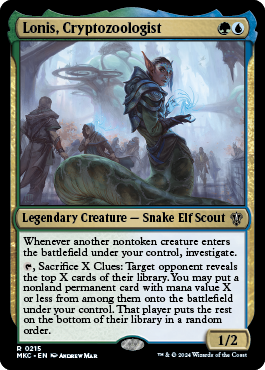 Lonis, Cryptozoologist
Legendary Creature — Snake Elf Scout
Whenever another nontoken creature enters
the battlefield under your control, investigate.
, Sacrifice X Clues: Target opponent reveals
the top X cards of their library. You may put a
nonland permanent card with mana value X
or less from among them onto the battlefield
under your control. That player puts the rest
on the bottom of their library in a random
order.
1/2
R 0215
MKC • EN Andrew Mar
™ & © 2024 Wizards of the Coast